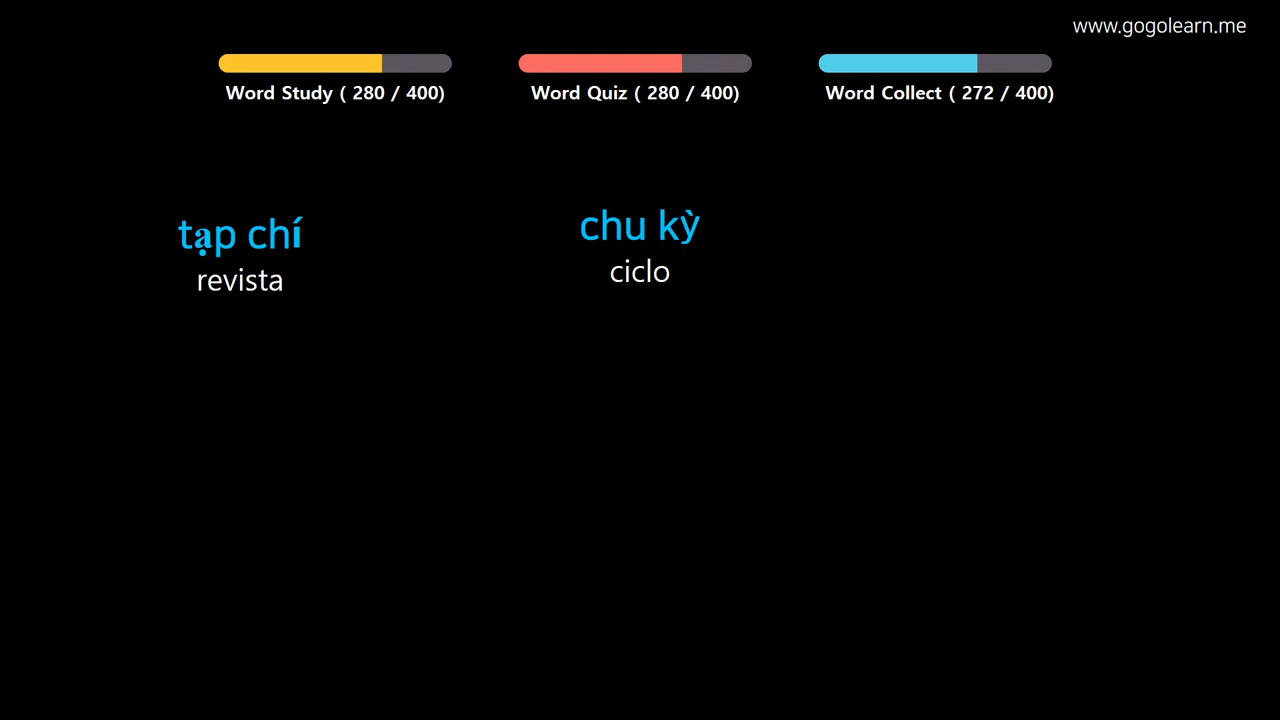 www.gogolearn.me
Word Study ( 280 / 400)
Word Quiz ( 280 / 400)
Word Collect ( 272 / 400)
tạp chí
revista
chu kỳ
ciclo